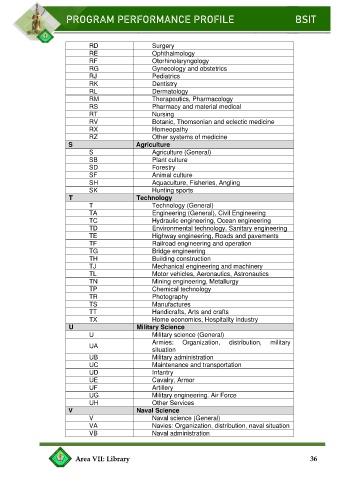 PROGRAM PERFORMANCE PROFILE BSIT
RD Surgery
RE Ophthalmology
RF Otorhinolaryngology
RG Gynecology and obstetrics
RJ Pediatrics
RK Dentistry
RL Dermatology
RM Therapeutics, Pharmacology
RS Pharmacy and material medical
RT Nursing
RV Botanic, Thomsonian and eclectic medicine
RX Homeopathy
RZ Other systems of medicine
S Agriculture
S Agriculture (General)
SB Plant culture
SD Forestry
SF Animal culture
SH Aquaculture, Fisheries, Angling
SK Hunting sports
T Technology
T Technology (General)
TA Engineering (General), Civil Engineering
TC Hydraulic engineering, Ocean engineering
TD Environmental technology, Sanitary engineering
TE Highway engineering, Roads and pavements
TF Railroad engineering and operation
TG Bridge engineering
TH Building construction
TJ Mechanical engineering and machinery
TL Motor vehicles, Aeronautics, Astronautics
TN Mining engineering, Metallurgy
TP Chemical technology
TR Photography
TS Manufactures
TT Handicrafts, Arts and crafts
TX Home economics, Hospitality industry
U Military Science
U Military science (General)
UA Armies: Organization, distribution, military
situation
UB Military administration
UC Maintenance and transportation
UD Infantry
UE Cavalry, Armor
UF Artillery
UG Military engineering. Air Force
UH Other Services
V Naval Science
V Naval science (General)
VA Navies: Organization, distribution, naval situation
VB Naval administration
Area VII: Library 36